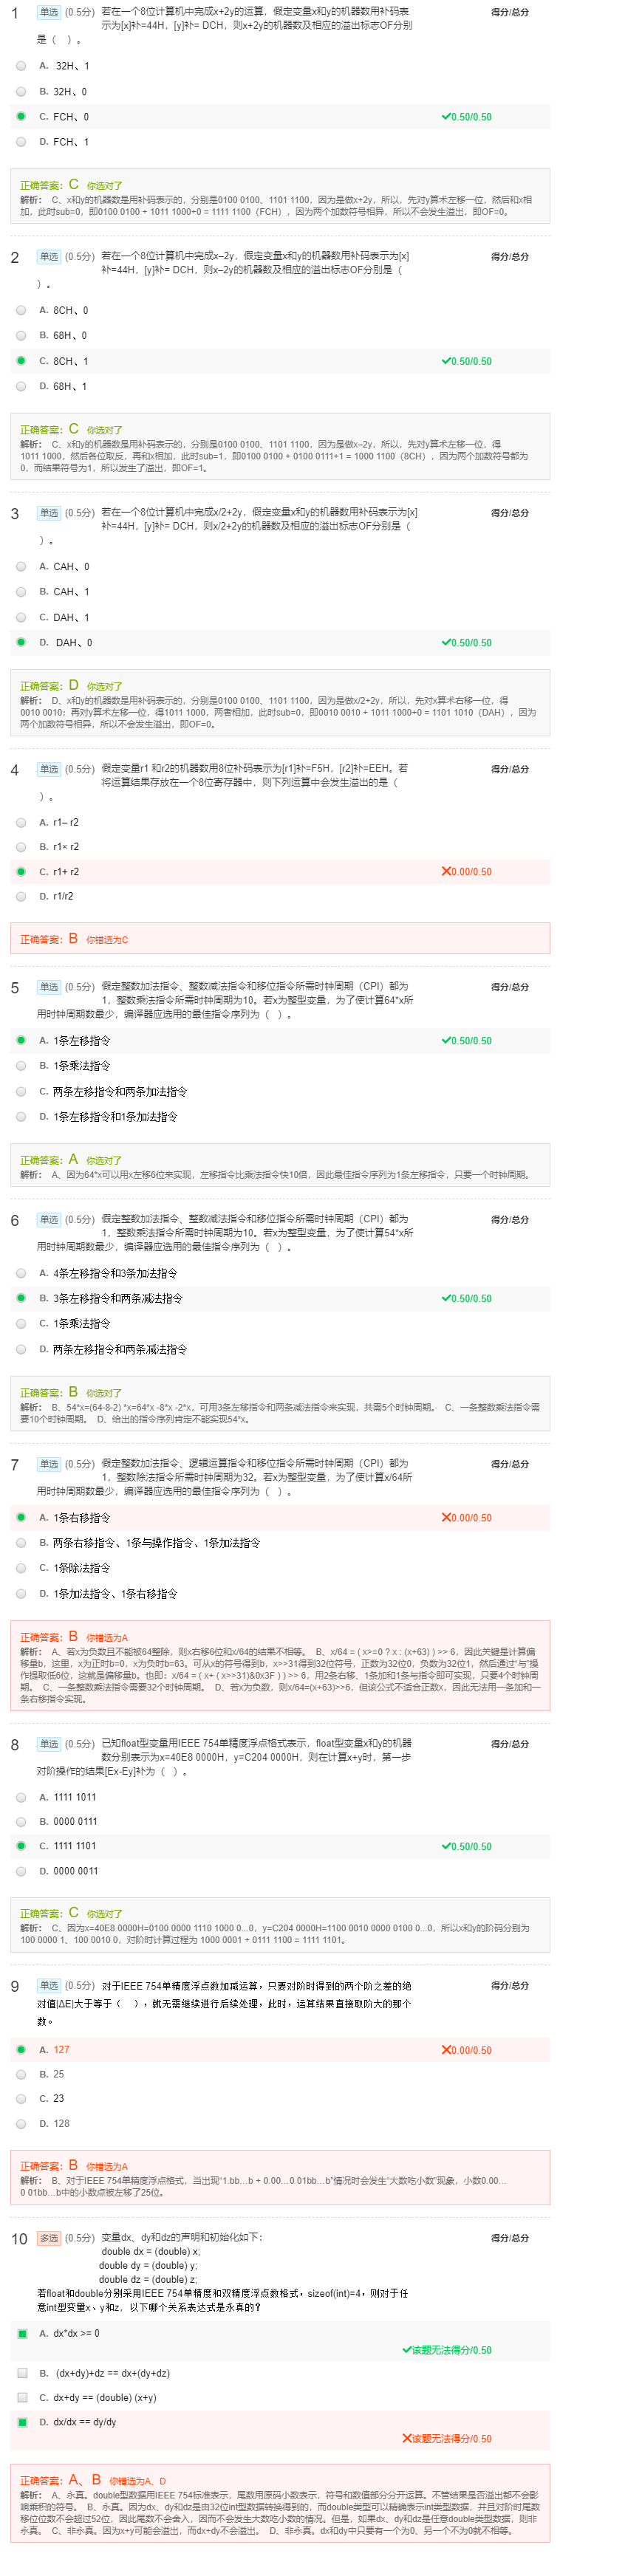 1 单选 (0.5分) 若在一个8位计算机中完成x+2y的运算，假定变量x和y的机器数用补码表 得分/总分
示为[x]补=44H，[y]补= DCH，则x+2y的机器数及相应的溢出标志OF分别
是（ ）。
A. 32H、1
B. 32H、0
C. FCH、0 0.50/0.50
D. FCH、1
正确答案：C 你选对了
解析： C、x和y的机器数是用补码表示的，分别是0100 0100、1101 1100，因为是做x+2y，所以，先对y算术左移一位，然后和x相
加，此时sub=0，即0100 0100 + 1011 1000+0 = 1111 1100（FCH），因为两个加数符号相异，所以不会发生溢出，即OF=0。
2 单选 (0.5分) 若在一个8位计算机中完成x–2y，假定变量x和y的机器数用补码表示为[x] 得分/总分
补=44H，[y]补= DCH，则x–2y的机器数及相应的溢出标志OF分别是（
）。
A. 8CH、0
B. 68H、0
C. 8CH、1 0.50/0.50
D. 68H、1
正确答案：C 你选对了
解析： C、x和y的机器数是用补码表示的，分别是0100 0100、1101 1100，因为是做x–2y，所以，先对y算术左移一位，得
1011 1000，然后各位取反，再和x相加，此时sub=1，即0100 0100 + 0100 0111+1 = 1000 1100（8CH），因为两个加数符号都为
0，而结果符号为1，所以发生了溢出，即OF=1。
3 单选 (0.5分) 若在一个8位计算机中完成x/2+2y，假定变量x和y的机器数用补码表示为[x] 得分/总分
补=44H，[y]补= DCH，则x/2+2y的机器数及相应的溢出标志OF分别是（
）。
A. CAH、0
B. CAH、1
C. DAH、1
D. DAH、0 0.50/0.50
正确答案：D 你选对了
解析： D、x和y的机器数是用补码表示的，分别是0100 0100、1101 1100，因为是做x/2+2y，所以，先对x算术右移一位，得
0010 0010；再对y算术左移一位，得1011 1000，两者相加，此时sub=0，即0010 0010 + 1011 1000+0 = 1101 1010（DAH），因为
两个加数符号相异，所以不会发生溢出，即OF=0。
4 单选 (0.5分) 假定变量r1 和r2的机器数用8位补码表示为[r1]补=F5H，[r2]补=EEH。若 得分/总分
将运算结果存放在一个8位寄存器中，则下列运算中会发生溢出的是（
）。
A. r1– r2
B. r1× r2
C. r1+ r2 0.00/0.50
D. r1/r2
正确答案：B 你错选为C
5 单选 (0.5分) 假定整数加法指令、整数减法指令和移位指令所需时钟周期（CPI）都为 得分/总分
1，整数乘法指令所需时钟周期为10。若x为整型变量，为了使计算64*x所
用时钟周期数最少，编译器应选用的最佳指令序列为（ ）。
A. 1条左移指令 0.50/0.50
B. 1条乘法指令
C. 两条左移指令和两条加法指令
D. 1条左移指令和1条加法指令
正确答案：A 你选对了
解析： A、因为64*x可以用x左移6位来实现，左移指令比乘法指令快10倍，因此最佳指令序列为1条左移指令，只要一个时钟周期。
6 单选 (0.5分) 假定整数加法指令、整数减法指令和移位指令所需时钟周期（CPI）都为 得分/总分
1，整数乘法指令所需时钟周期为10。若x为整型变量，为了使计算54*x所
用时钟周期数最少，编译器应选用的最佳指令序列为（ ）。
A. 4条左移指令和3条加法指令
B. 3条左移指令和两条减法指令 0.50/0.50
C. 1条乘法指令
D. 两条左移指令和两条减法指令
正确答案：B 你选对了
解析： B、54*x=(64-8-2) *x=64*x -8*x -2*x，可用3条左移指令和两条减法指令来实现，共需5个时钟周期。 C、一条整数乘法指令需
要10个时钟周期。 D、给出的指令序列肯定不能实现54*x。
7 单选 (0.5分) 假定整数加法指令、逻辑运算指令和移位指令所需时钟周期（CPI）都为 得分/总分
1，整数除法指令所需时钟周期为32。若x为整型变量，为了使计算x/64所
用时钟周期数最少，编译器应选用的最佳指令序列为（ ）。
A. 1条右移指令 0.00/0.50
B. 两条右移指令、1条与操作指令、1条加法指令
C. 1条除法指令
D. 1条加法指令、1条右移指令
正确答案：B 你错选为A
解析： A、若x为负数且不能被64整除，则x右移6位和x/64的结果不相等。 B、x/64 = ( x>=0 ? x : (x+63) ) >> 6，因此关键是计算偏
移量b，这里，x为正时b=0，x为负时b=63。可从x的符号得到b，x>>31得到32位符号，正数为32位0，负数为32位1，然后通过“与”操
作提取低6位，这就是偏移量b。也即：x/64 = ( x+ ( x>>31)&0x3F ) ) >> 6，用2条右移、1条加和1条与指令即可实现，只要4个时钟周
期。 C、一条整数乘法指令需要32个时钟周期。 D、若x为负数，则x/64=(x+63)>>6，但该公式不适合正数x，因此无法用一条加和一
条右移指令实现。
8 单选 (0.5分) 已知float型变量用IEEE 754单精度浮点格式表示，float型变量x和y的机器 得分/总分
数分别表示为x=40E8 0000H，y=C204 0000H，则在计算x+y时，第一步
对阶操作的结果[Ex-Ey]补为（ ）。
A. 1111 1011
B. 0000 0111
C. 1111 1101 0.50/0.50
D. 0000 0011
正确答案：C 你选对了
解析： C、因为x=40E8 0000H=0100 0000 1110 1000 0...0，y=C204 0000H=1100 0010 0000 0100 0...0，所以x和y的阶码分别为
100 0000 1、100 0010 0，对阶时计算过程为 1000 0001 + 0111 1100 = 1111 1101。
9 单选 (0.5分) 对于IEEE 754单精度浮点数加减运算，只要对阶时得到的两个阶之差的绝 得分/总分
对值|ΔE|大于等于（ ），就无需继续进行后续处理，此时，运算结果直接取阶大的那个
数。
A. 127 0.00/0.50
B. 25
C. 23
D. 128
正确答案：B 你错选为A
解析： B、对于IEEE 754单精度浮点格式，当出现“1.bb…b + 0.00…0 01bb…b”情况时会发生“大数吃小数”现象，小数0.00…
0 01bb…b中的小数点被左移了25位。
10 多选 (0.5分) 变量dx、dy和dz的声明和初始化如下： 得分/总分
double dx = (double) x;
double dy = (double) y;
double dz = (double) z;
若float和double分别采用IEEE 754单精度和双精度浮点数格式，sizeof(int)=4，则对于任
意int型变量x、y和z，以下哪个关系表达式是永真的？
A. dx*dx >= 0
该题无法得分/0.50
B. (dx+dy)+dz == dx+(dy+dz)
C. dx+dy == (double) (x+y)
D. dx/dx == dy/dy
该题无法得分/0.50
正确答案：A、B 你错选为A、D
解析： A、永真。double型数据用IEEE 754标准表示，尾数用原码小数表示，符号和数值部分分开运算。不管结果是否溢出都不会影
响乘积的符号。 B、永真。因为dx、dy和dz是由32位int型数据转换得到的，而double类型可以精确表示int类型数据，并且对阶时尾数
移位位数不会超过52位，因此尾数不会舍入，因而不会发生大数吃小数的情况。但是，如果dx、dy和dz是任意double类型数据，则非
永真。 C、非永真。因为x+y可能会溢出，而dx+dy不会溢出。 D、非永真。dx和dy中只要有一个为0、另一个不为0就不相等。